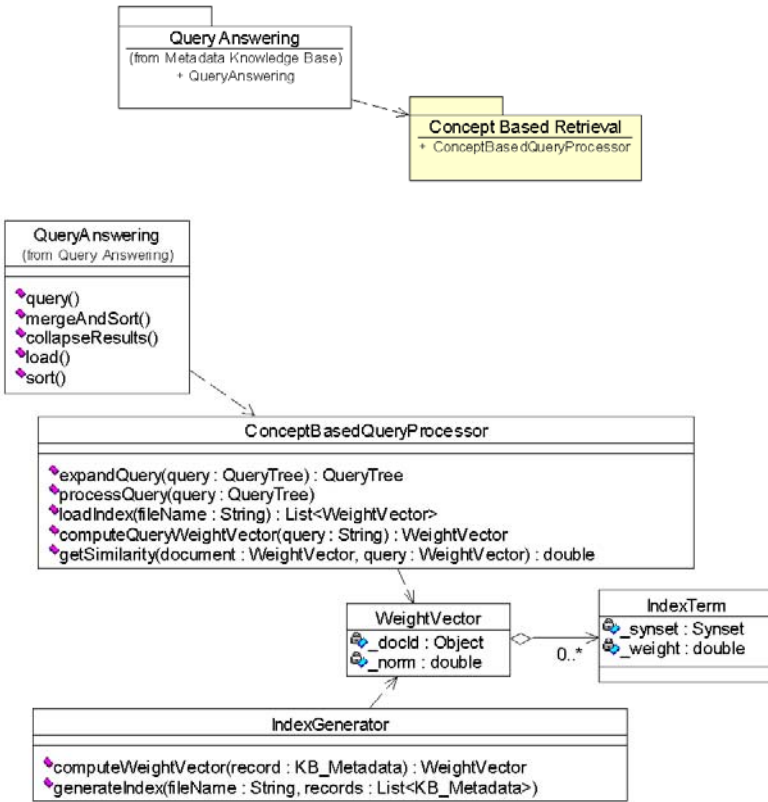 Query Answering
(from Metadata Knowledge Base)
+ QueryAnswering
Concept Based Retrieval
+ ConceptBasedQueryProcessor
QueryAnswering
(from Query Answering)
query()
mergeAndSort()
collapseResults()
load()
sort()
ConceptBasedQueryProcessor
expandQuery(query : QueryTree) : QueryTree
processQuery(query : QueryTree)
loadIndex(fileName : String) : List<WeightVector>
computeQueryWeightVector(query : String) : WeightVector
getSimilarity(document : WeightVector, query : WeightVector) : double
WeightVector
_docId : Object
_norm : double
0..*
IndexTerm
_synset : Synset
_weight : double
IndexGenerator
computeWeightVector(record : KB_Metadata) : WeightVector
generateIndex(fileName : String, records : List<KB_Metadata>)